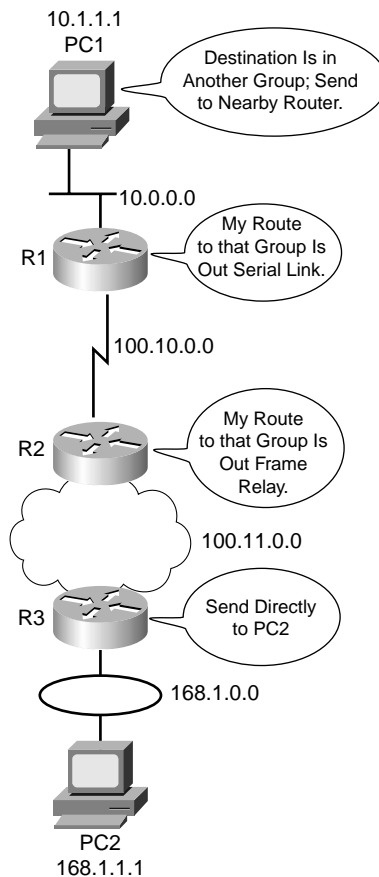 10.1.1.1
PC1
Destination Is in
Another Group; Send
to Nearby Router.
10.0.0.0
R1
My Route
to that Group Is
Out Serial Link.
100.10.0.0
R2
My Route
to that Group Is
Out Frame
Relay.
100.11.0.0
R3
Send Directly
to PC2
168.1.0.0
PC2
168.1.1.1